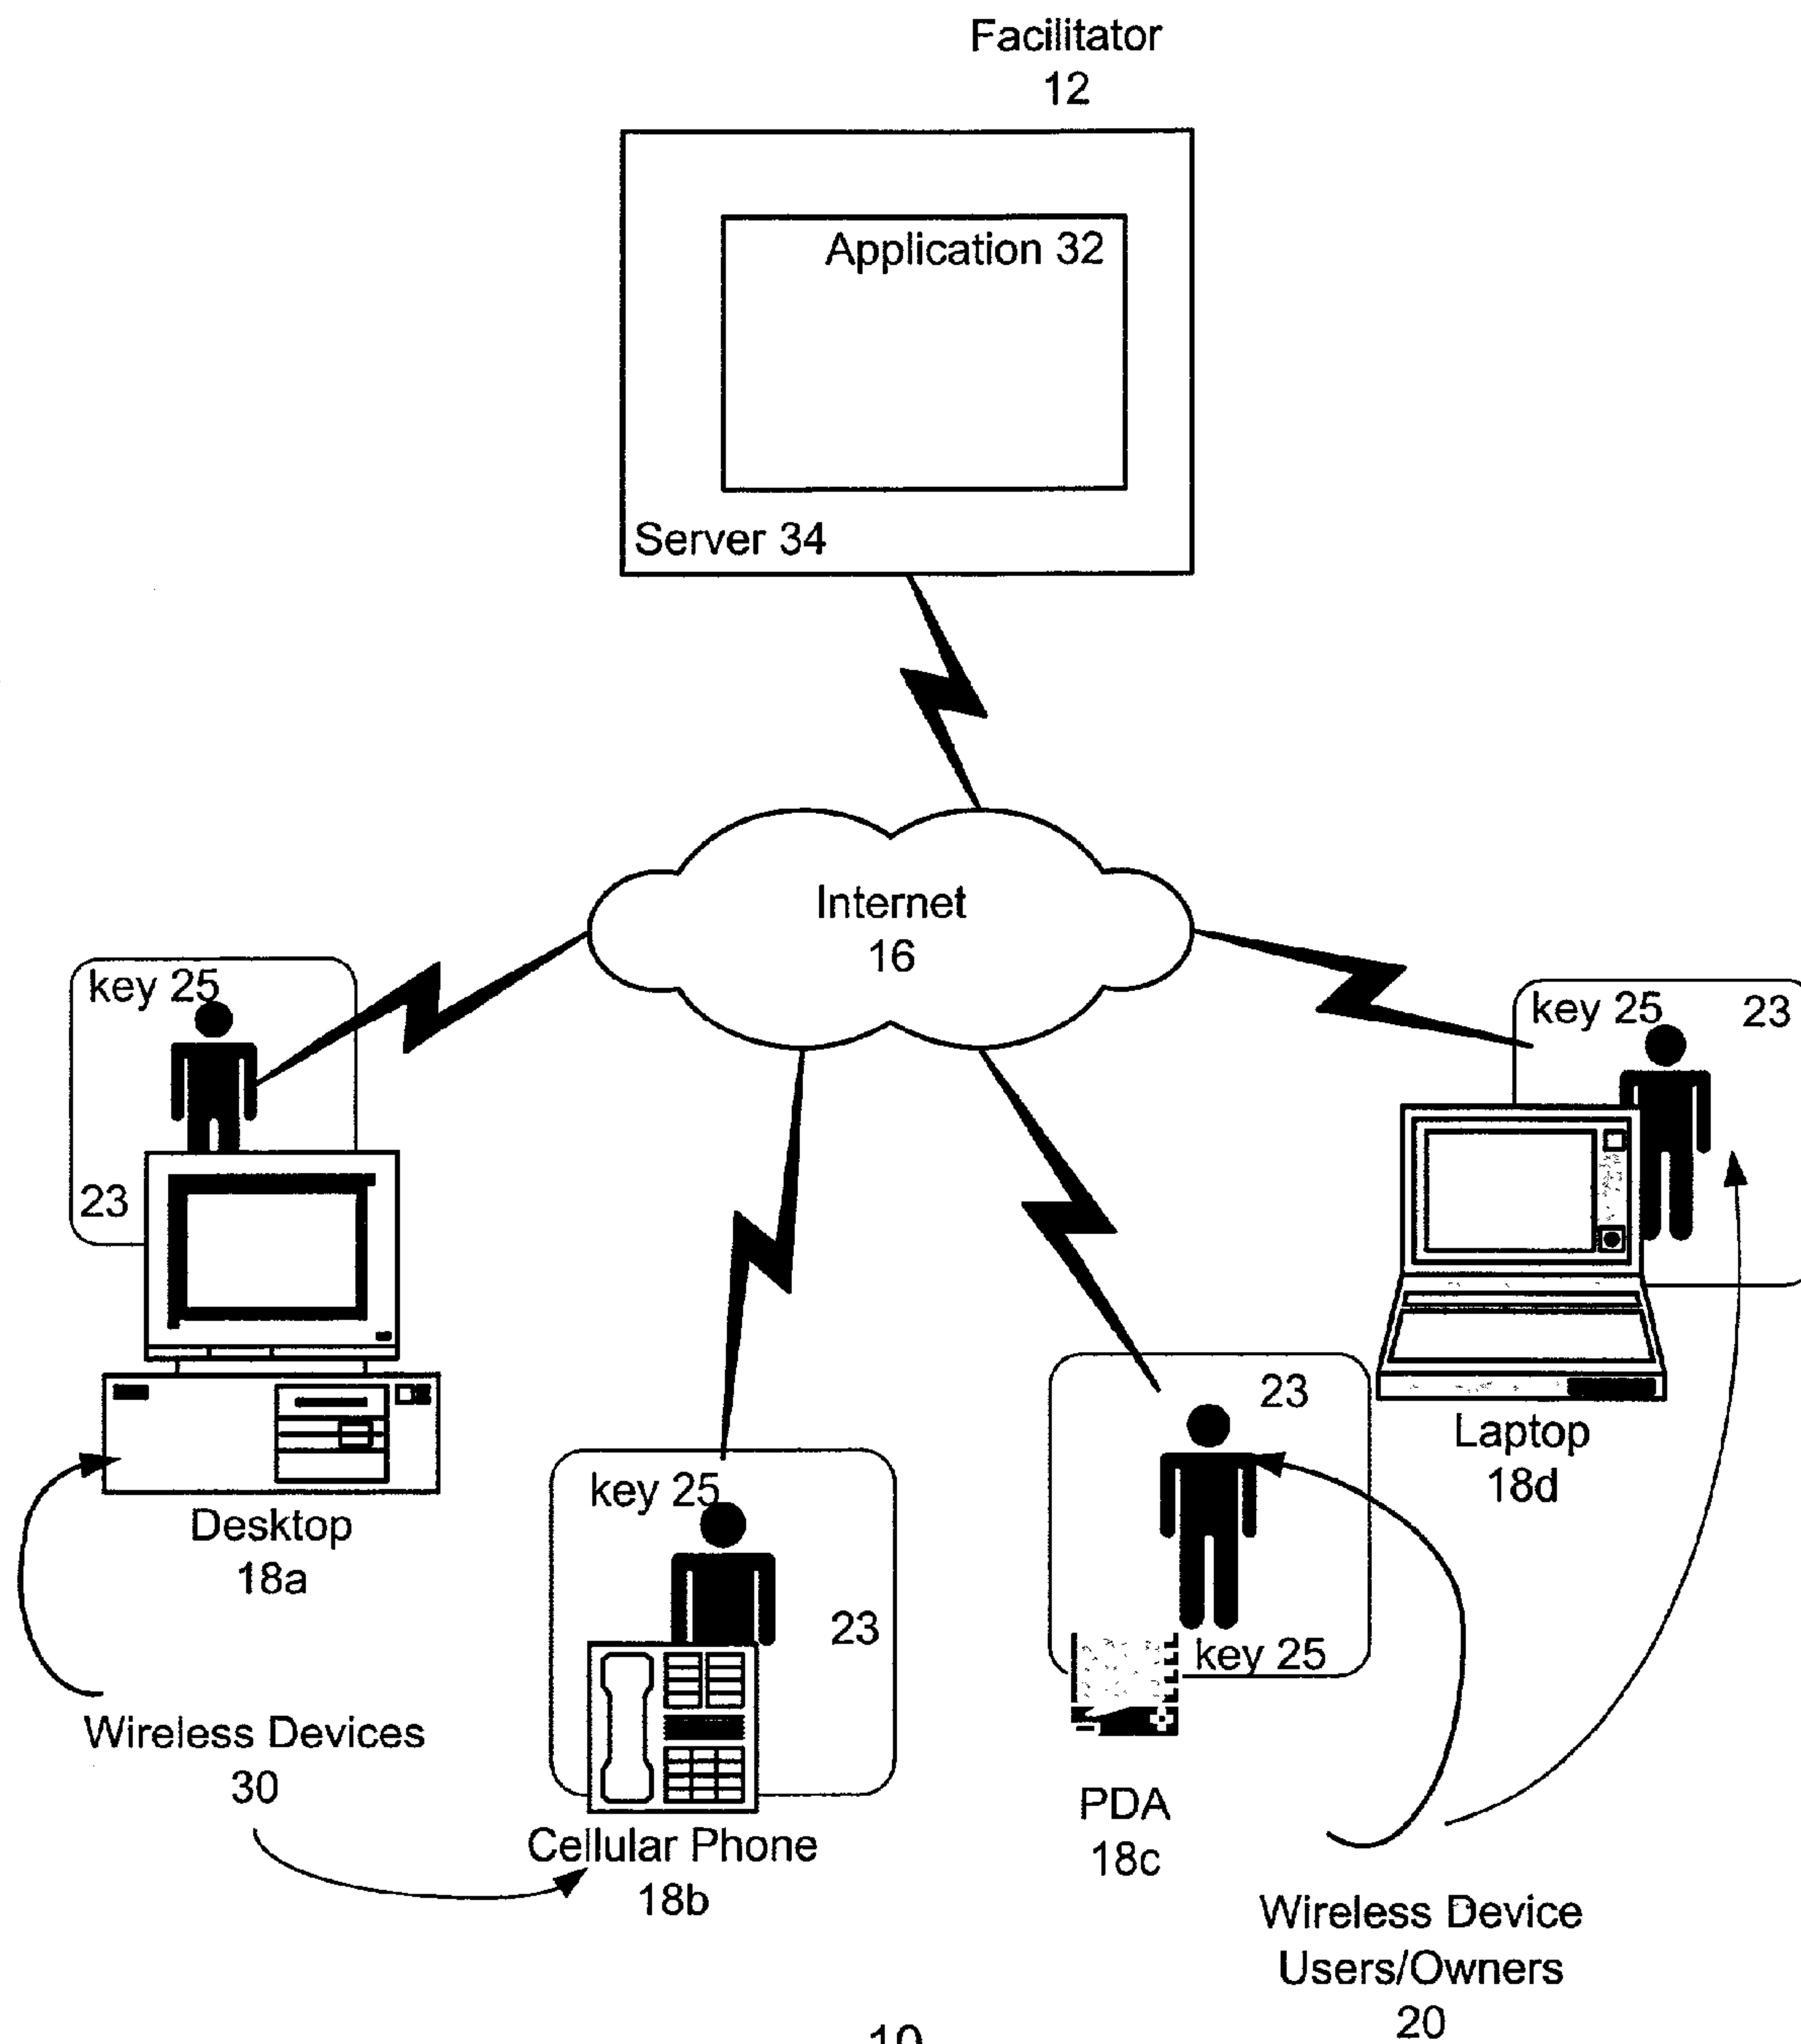 Facilitator
12
Application 32
Server 34
Internet
16
key 25
23
Desktop
18a
key 25
23
Laptop
18d
key 25
23
Cellular Phone
18b
23
key 25
PDA
18c
Wireless Devices
30
Wireless Device
Users/Owners
20
10